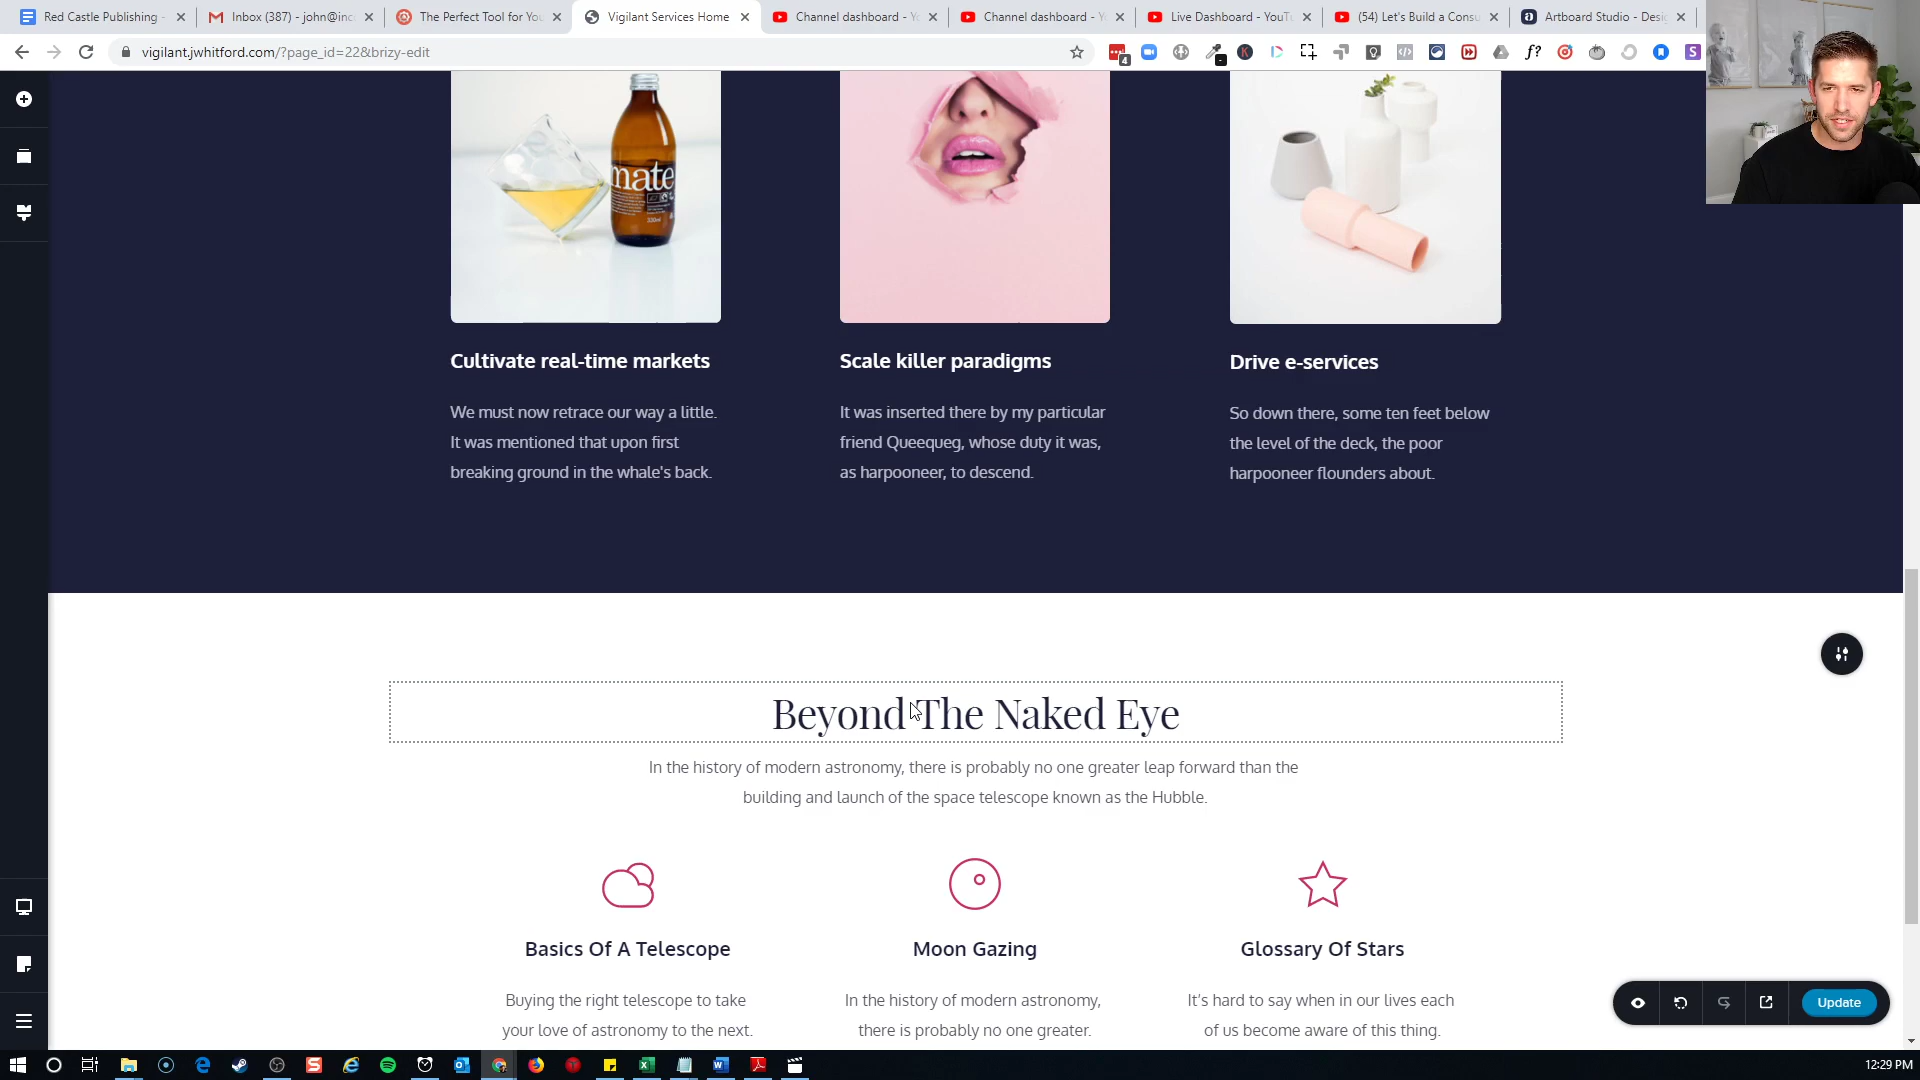 Red Castle Publishing -
Inbox (387) - john@inc
The Perfect Tool for You
Vigilant Services Home
Channel dashboard - Y
Channel dashboard - Y
Live Dashboard - YouTu
(54) Let's Build a Consu
Artboard Studio - Desig
vigilant.jwhitford.com/?page_id=22&brizy-edit
4
f?
S
mate
330ml
Cultivate real-time markets
Scale killer paradigms
Drive e-services
We must now retrace our way a little.
It was mentioned that upon first
breaking ground in the whale's back.
It was inserted there by my particular
friend Queequeg, whose duty it was,
as harpooneer, to descend.
So down there, some ten feet below
the level of the deck, the poor
harpooneer flounders about.
Beyond The Naked Eye
In the history of modern astronomy, there is probably no one greater leap forward than the
building and launch of the space telescope known as the Hubble.
Basics Of A Telescope
Moon Gazing
Glossary Of Stars
Buying the right telescope to take
your love of astronomy to the next.
In the history of modern astronomy,
there is probably no one greater.
It's hard to say when in our lives each
of us become aware of this thing.
Update
12:29 PM